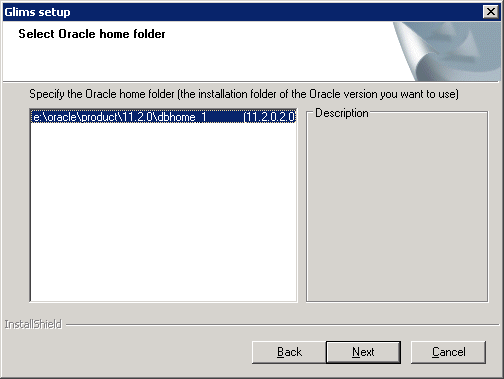 Glims setup
Select Oracle home folder
Specify the Oracle home folder (the installation folder of the Oracle version you want to use)
e:\oracle\product\11.2.0\dbhome_1 (11.2.0.2.0
Description
InstallShield
Back
Next
Cancel